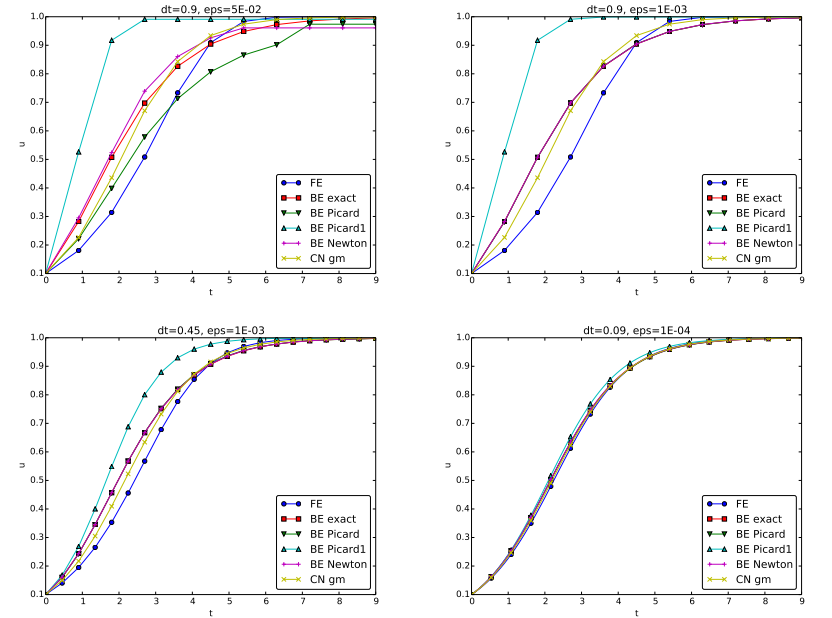 dt=0.9, eps=5E-02
1.0
0.9
0.8
0.7
0.6
0.5
0.4
0.3
0.2
0.1
u
0 1 2 3 4 5 6 7 8 9
t
FE
BE exact
BE Picard
BE Picard1
BE Newton
CN gm
dt=0.9, eps=1E-03
1.0
0.9
0.8
0.7
0.6
0.5
0.4
0.3
0.2
0.1
u
0 1 2 3 4 5 6 7 8 9
t
FE
BE exact
BE Picard
BE Picard1
BE Newton
CN gm
dt=0.45, eps=1E-03
1.0
0.9
0.8
0.7
0.6
0.5
0.4
0.3
0.2
0.1
u
0 1 2 3 4 5 6 7 8 9
t
FE
BE exact
BE Picard
BE Picard1
BE Newton
CN gm
dt=0.09, eps=1E-04
1.0
0.9
0.8
0.7
0.6
0.5
0.4
0.3
0.2
0.1
u
0 1 2 3 4 5 6 7 8 9
t
FE
BE exact
BE Picard
BE Picard1
BE Newton
CN gm